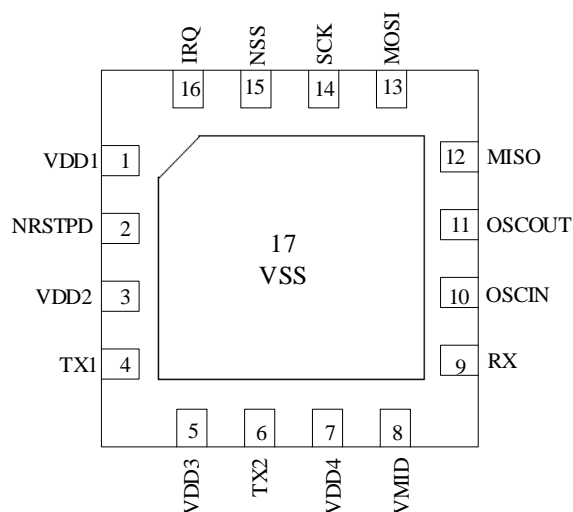 IRQ
NSS
SCK
MOSI
16
15
14
13
VDD1
1
12
MISO
NRSTPD
2
11
OSCOUT
17
VSS
VDD2
3
10
OSCIN
TX1
4
9
RX
5
6
7
8
VDD3
TX2
VDD4
VMID